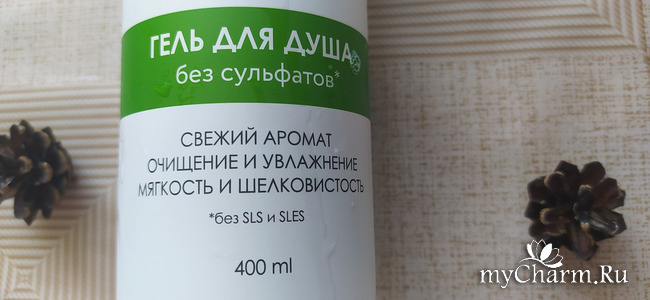 ГЕЛЬ ДЛЯ ДУША
без сульфатов*
СВЕЖИЙ АРОМАТ
ОЧИЩЕНИЕ И УВЛАЖНЕНИЕ
МЯГКОСТЬ И ШЕЛКОВИСТОСТЬ
*без SLS и SLES
400 ml
myCharm.Ru